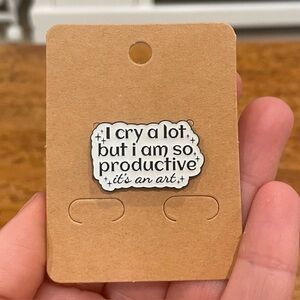 I cry a lot
but i am so
productive
it's an art.